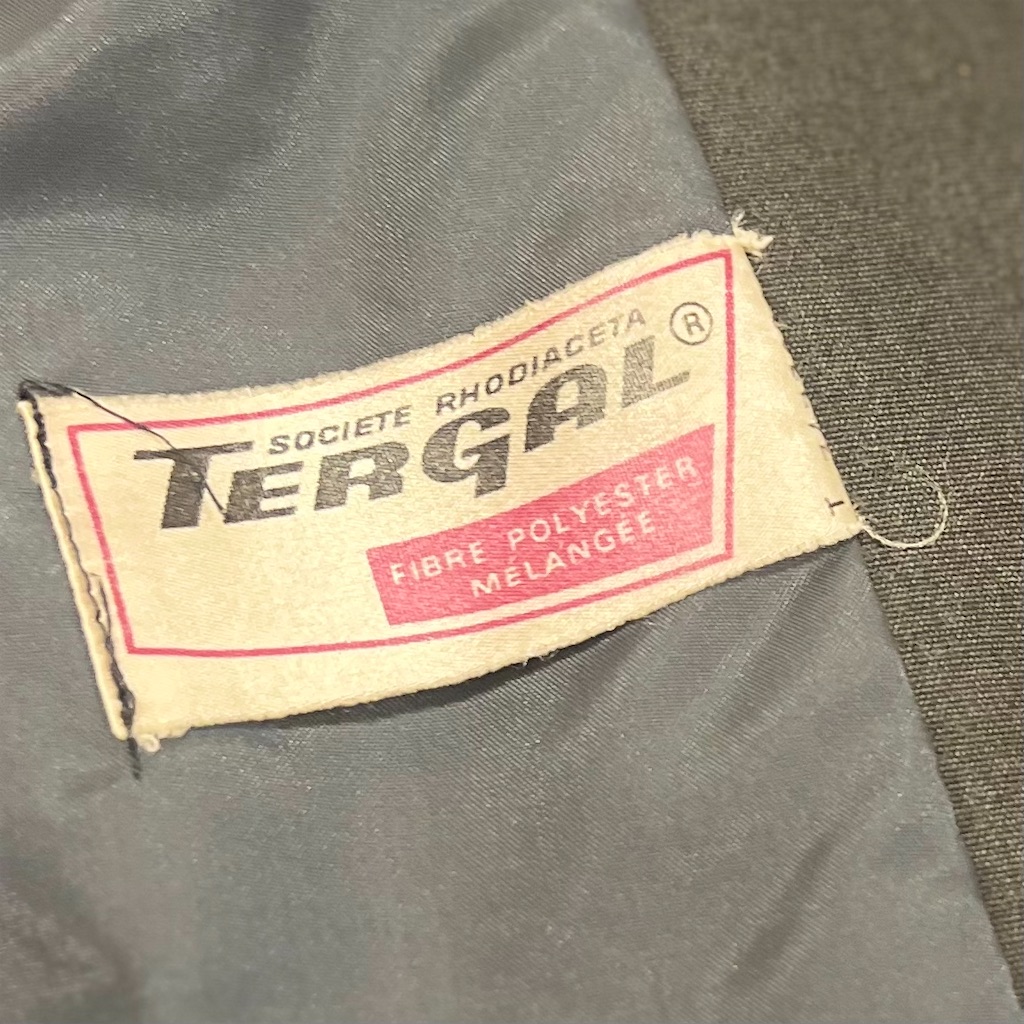 SOCIETE RHODIACETA
TERGAL ®
FIBRE POLYESTER
MÉLANGÉE